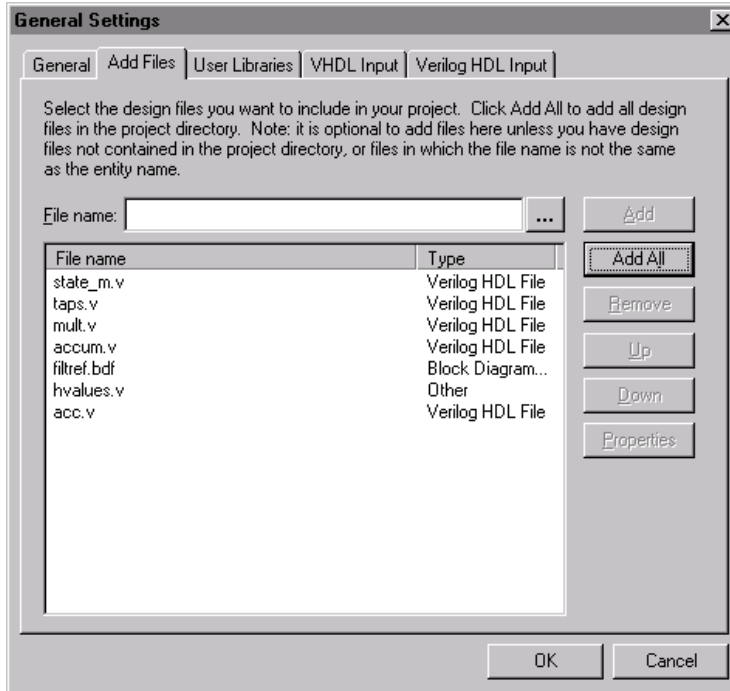 General Settings
General Add Files User Libraries VHDL Input Verilog HDL Input
Select the design files you want to include in your project. Click Add All to add all design
files in the project directory. Note: it is optional to add files here unless you have design
files not contained in the project directory, or files in which the file name is not the same
as the entity name.
File name: ... Add
File name Type Add All
state_m.v Verilog HDL File
taps.v Verilog HDL File
Remove
mult.v Verilog HDL File
accum.v Verilog HDL File
Up
filtref.bdf Block Diagram...
hvalues.v Other
Down
acc.v Verilog HDL File
Properties
OK Cancel